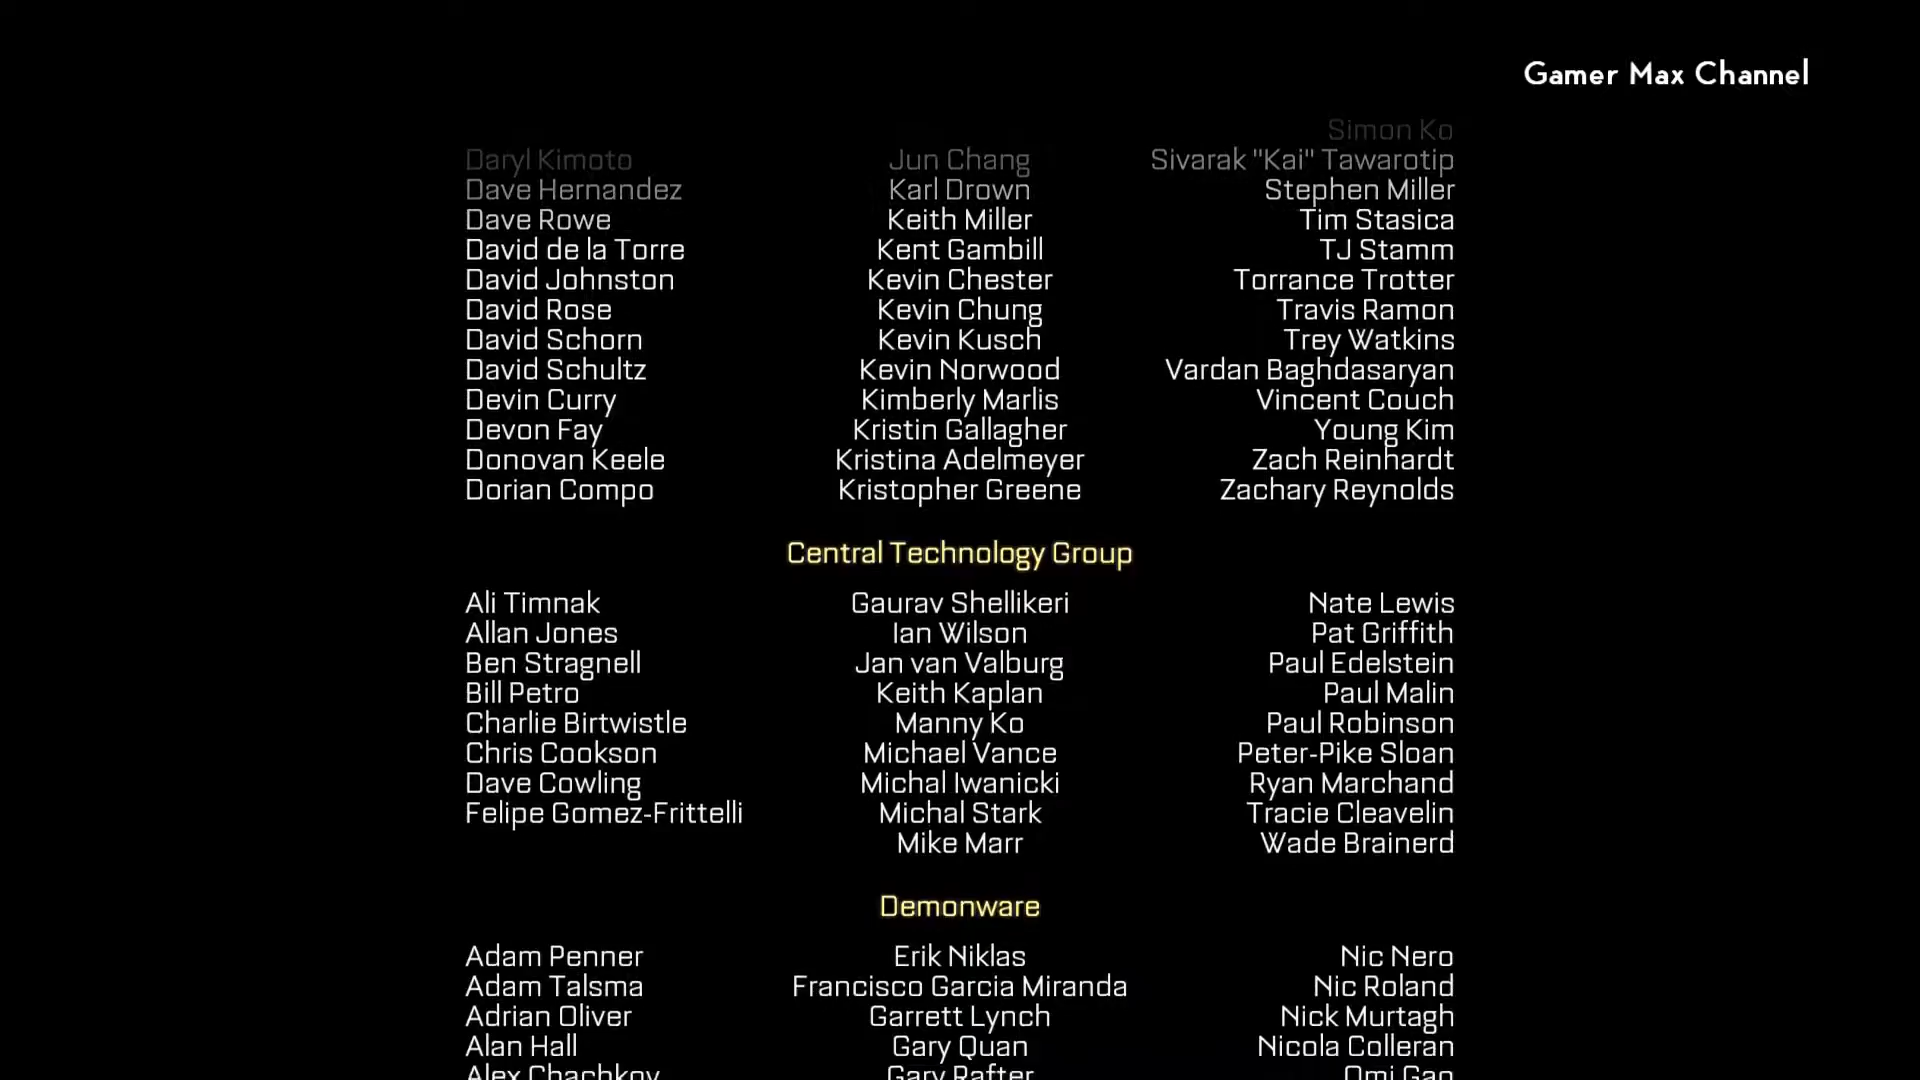 Gamer Max Channel
Simon Ko
Daryl Kimoto Jun Chang Sivarak "Kai" Tawarotip
Dave Hernandez Karl Drown Stephen Miller
Dave Rowe Keith Miller Tim Stasica
David de la Torre Kent Gambill TJ Stamm
David Johnston Kevin Chester Torrance Trotter
David Rose Kevin Chung Travis Ramon
David Schorn Kevin Kusch Trey Watkins
David Schultz Kevin Norwood Vardan Baghdasaryan
Devin Curry Kimberly Marlis Vincent Couch
Devon Fay Kristin Gallagher Young Kim
Donovan Keele Kristina Adelmeyer Zach Reinhardt
Dorian Compo Kristopher Greene Zachary Reynolds
Central Technology Group
Ali Timnak Gaurav Shellikeri Nate Lewis
Allan Jones Ian Wilson Pat Griffith
Ben Stragnell Jan van Valburg Paul Edelstein
Bill Petro Keith Kaplan Paul Malin
Charlie Birtwistle Manny Ko Paul Robinson
Chris Cookson Michael Vance Peter-Pike Sloan
Dave Cowling Michal Iwanicki Ryan Marchand
Felipe Gomez-Frittelli Michal Stark Tracie Cleavelin
Mike Marr Wade Brainerd
Demonware
Adam Penner Erik Niklas Nic Nero
Adam Talsma Francisco Garcia Miranda Nic Roland
Adrian Oliver Garrett Lynch Nick Murtagh
Alan Hall Gary Quan Nicola Colleran
Alex Chachkov Gary Rafter Omi Gan